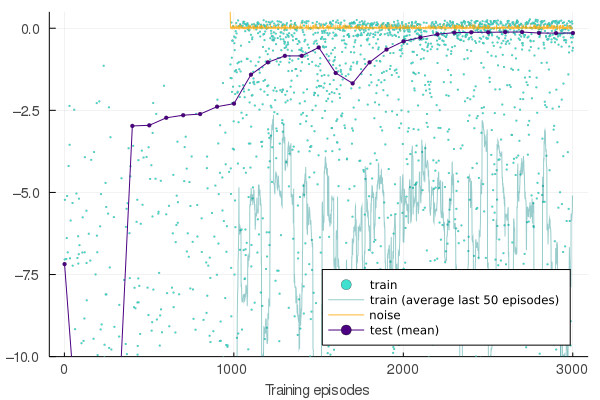 0.0
−2.5
−5.0
−7.5
−10.0
train
train (average last 50 episodes)
noise
test (mean)
0
1000
2000
3000
Training episodes